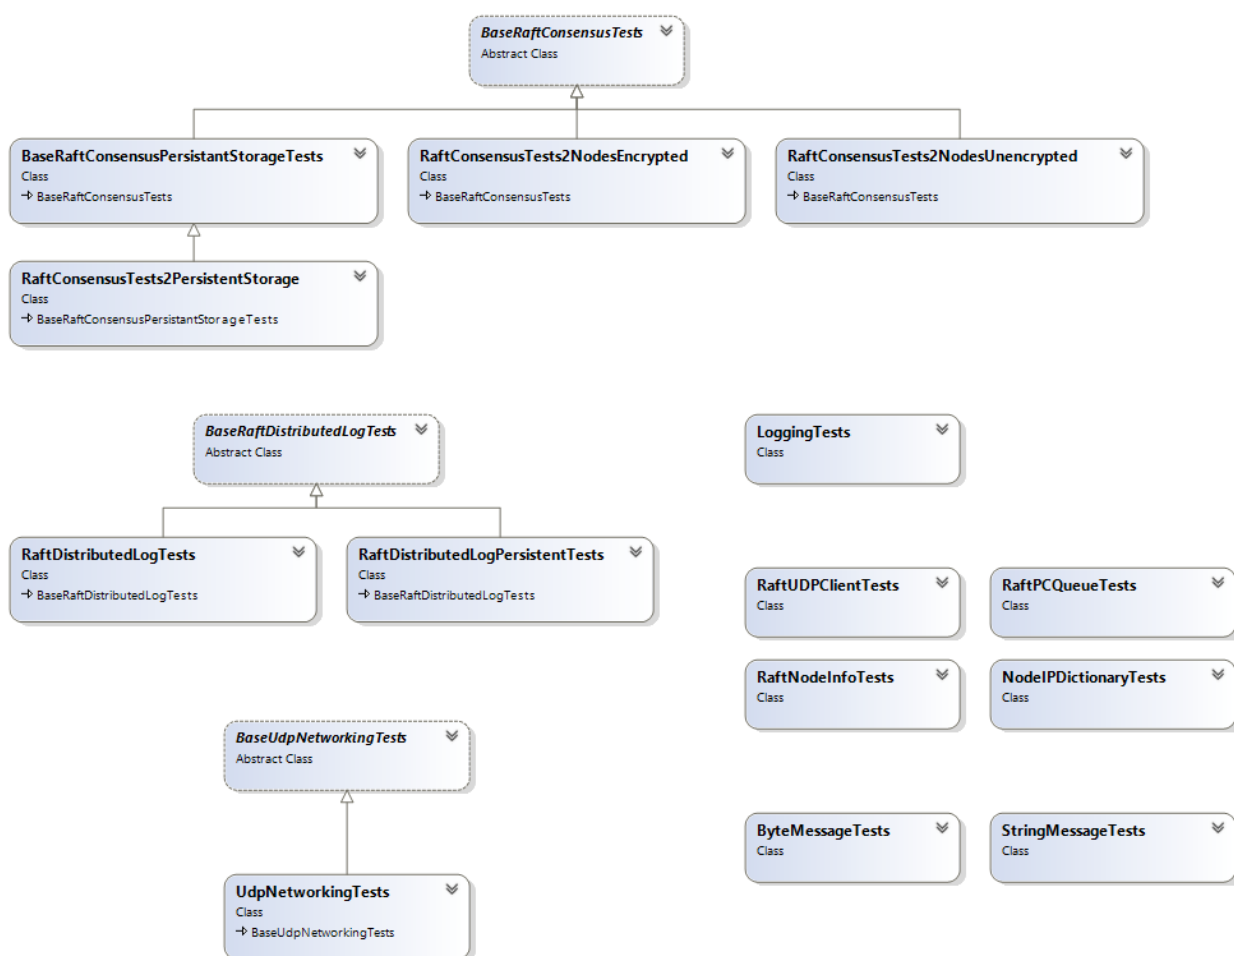 BaseRaftConsensusTests
Abstract Class
BaseRaftConsensusPersistantStorageTests
Class
BaseRaftConsensusTests
RaftConsensusTests2NodesEncrypted
Class
BaseRaftConsensusTests
RaftConsensusTests2NodesUnencrypted
Class
BaseRaftConsensusTests
RaftConsensusTests2PersistentStorage
Class
BaseRaftConsensusPersistantStorageTests
BaseRaftDistributedLogTests
Abstract Class
LoggingTests
Class
RaftDistributedLogTests
Class
BaseRaftDistributedLogTests
RaftDistributedLogPersistentTests
Class
BaseRaftDistributedLogTests
RaftUDPClientTests
Class
RaftPCQueueTests
Class
RaftNodeInfoTests
Class
NodeIPDictionaryTests
Class
BaseUdpNetworkingTests
Abstract Class
ByteMessageTests
Class
StringMessageTests
Class
UdpNetworkingTests
Class
BaseUdpNetworkingTests